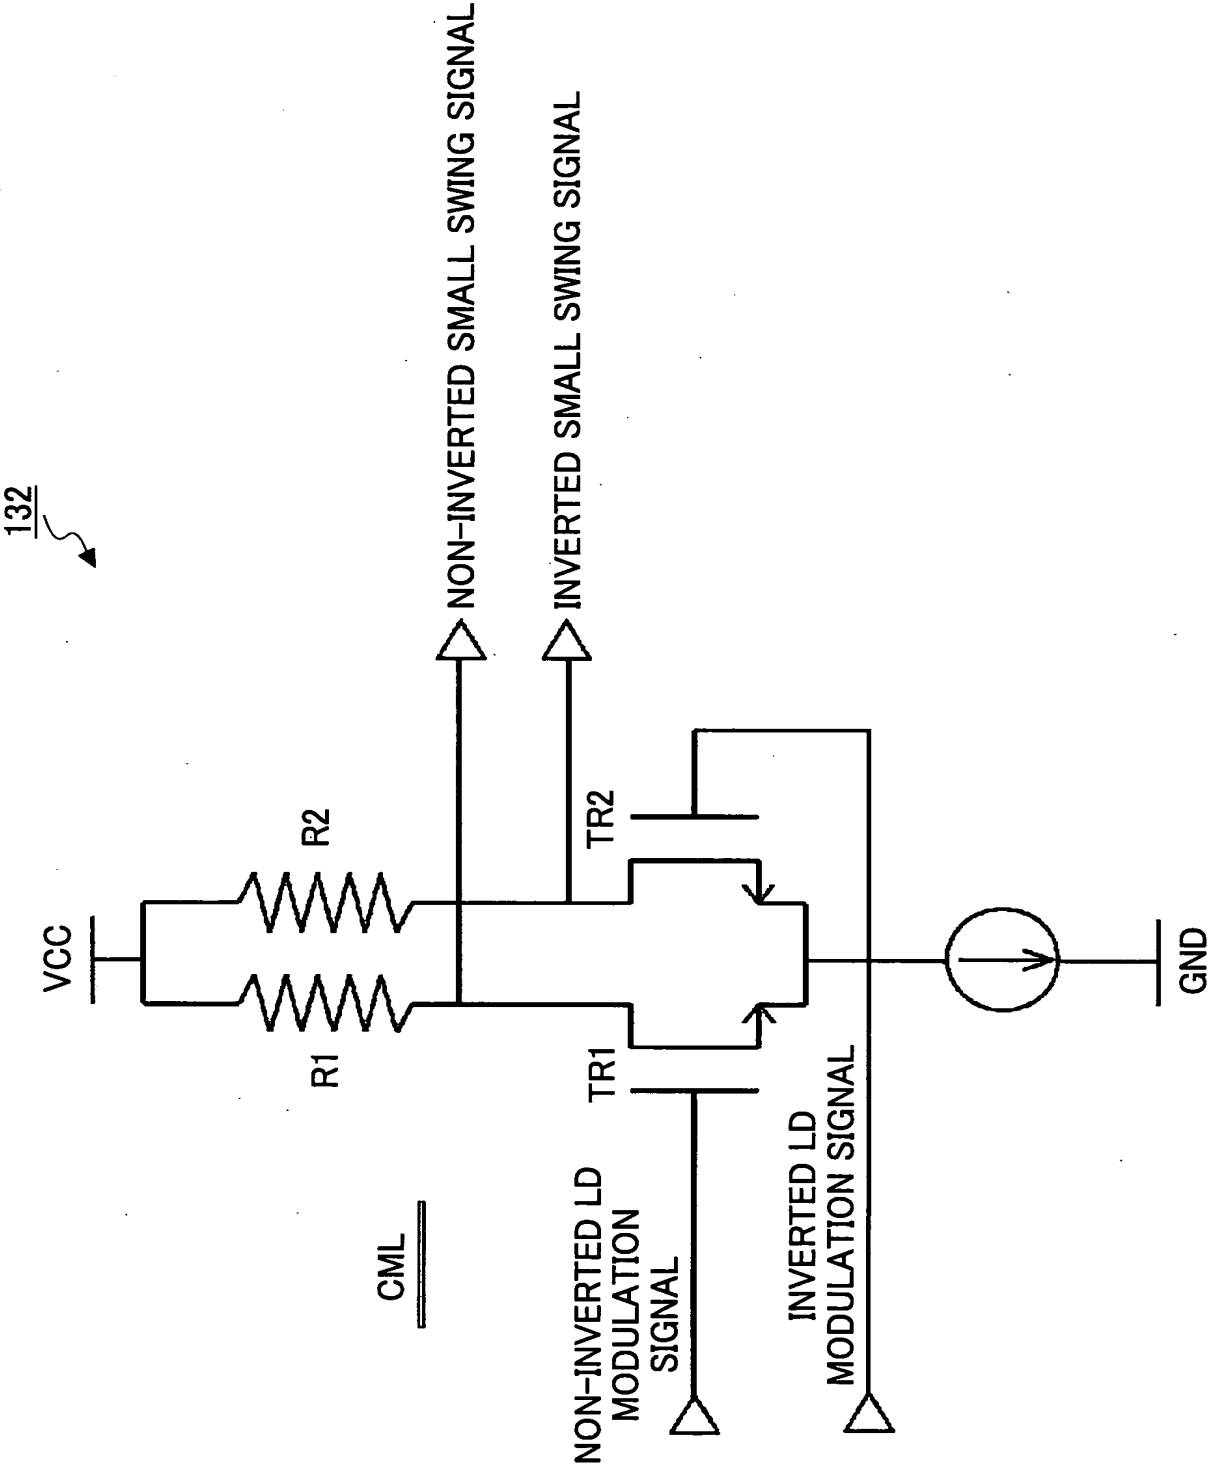 132
NON-INVERTED SMALL SWING SIGNAL
INVERTED SMALL SWING SIGNAL
VCC
R2
R1
TR2
TR1
CML
NON-INVERTED LD
MODULATION
SIGNAL
INVERTED LD
MODULATION SIGNAL
GND